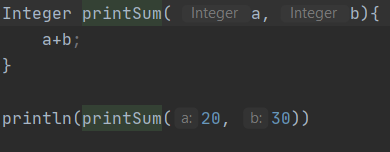 Integer printSum( Integer a, Integer b){
a+b;
}
println(printSum( a: 20, b: 30))